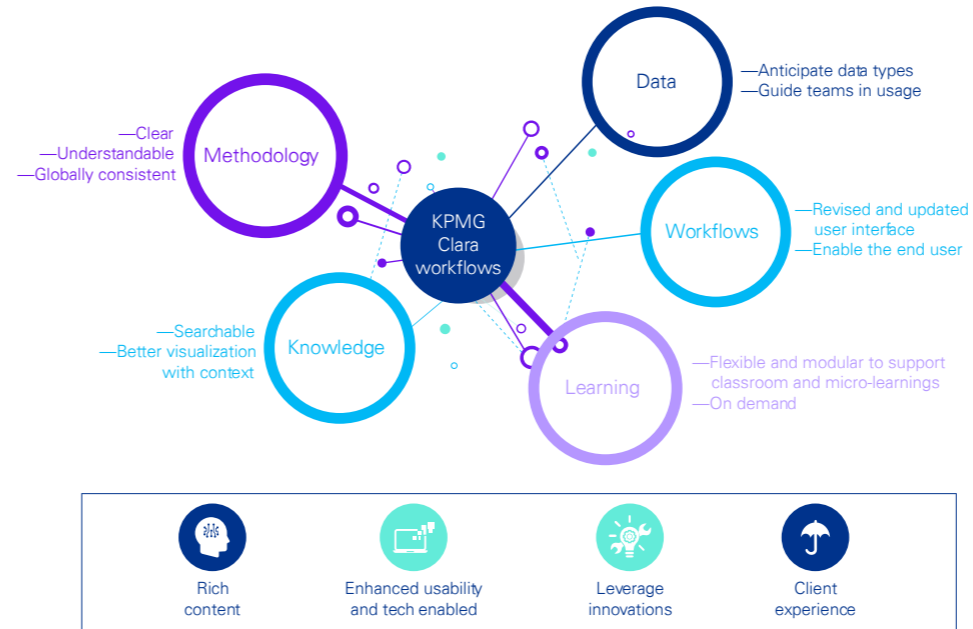 Data
—Anticipate data types
—Guide teams in usage
Methodology
—Clear
—Understandable
—Globally consistent
KPMG
Clara
workflows
Workflows
—Revised and updated
user interface
—Enable the end user
Knowledge
—Searchable
—Better visualization
with context
Learning
—Flexible and modular to support
classroom and micro-learnings
—On demand
Rich
content
Enhanced usability
and tech enabled
Leverage
innovations
Client
experience